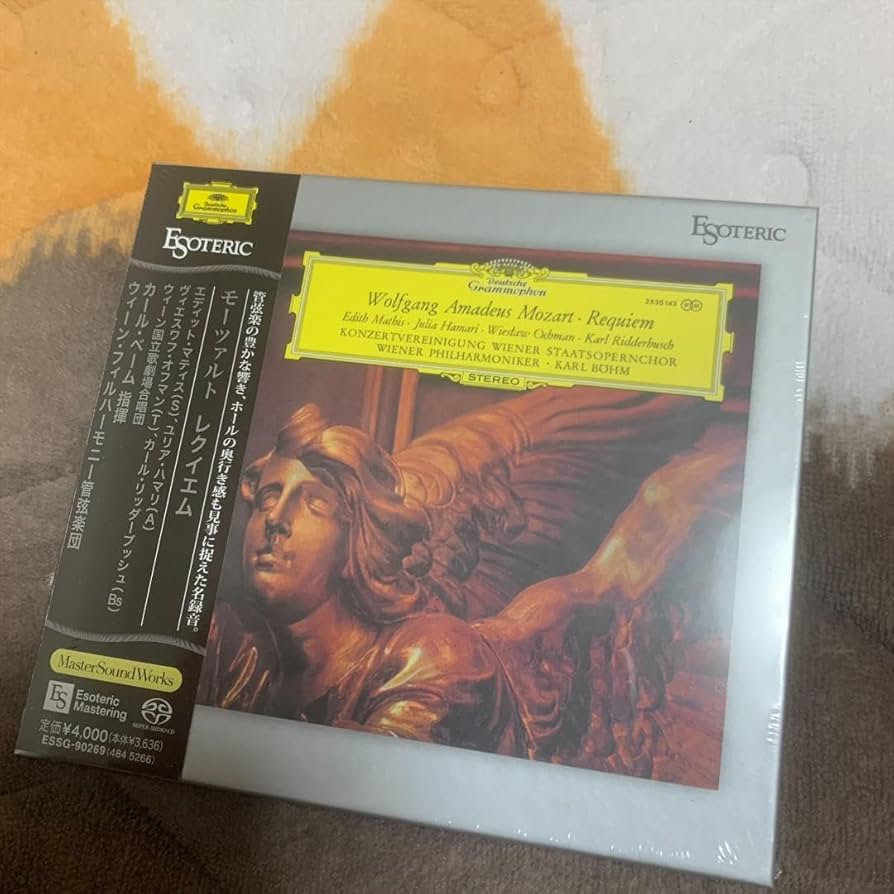 Deutsche
Grammophon
ESOTERIC
管弦楽の豊かな響き、ホールの奥行き感も見事に捉えた名録音。
モーツァルト レクイエム
エディット・マティス(S)、ユリア・ハマリ(A)
ヴィエスワフ・オフマン(T)、カール・リッダーブッシュ(Bs)
ウィーン国立歌劇場合唱団
カール・ベーム 指揮
ウィーン・フィルハーモニー管弦楽団
MasterSoundWorks
ES Esoteric
Mastering
SUPER AUDIO CD
定価¥4,000(本体¥3,636)
ESSG-90269(484 5266)
ESOTERIC
Deutsche
Grammophon
2530 143
Wolfgang Amadeus Mozart · Requiem
Edith Mathis · Julia Hamari · Wiesław Ochman · Karl Ridderbusch
KONZERTVEREINIGUNG WIENER STAATSOPERNCHOR
WIENER PHILHARMONIKER · KARL BÖHM
STEREO